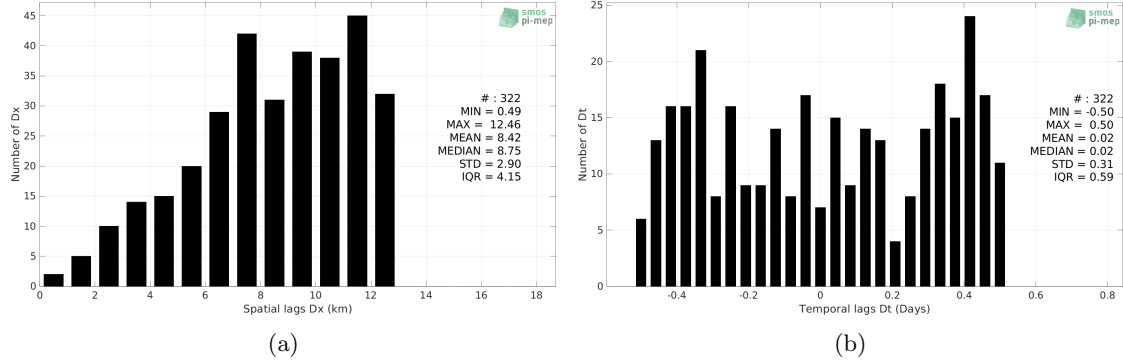 45
40
35
30
25
20
15
10
5
0
Number of Dx
0 2 4 6 8 10 12 14 16 18
Spatial lags Dx (km)
smos
pi-mep
# : 322
MIN = 0.49
MAX = 12.46
MEAN = 8.42
MEDIAN = 8.75
STD = 2.90
IQR = 4.15
(a)
25
20
15
10
5
0
Number of Dt
-0.4 -0.2 0 0.2 0.4 0.6 0.8
Temporal lags Dt (Days)
smos
pi-mep
# : 322
MIN = -0.50
MAX = 0.50
MEAN = 0.02
MEDIAN = 0.02
STD = 0.31
IQR = 0.59
(b)